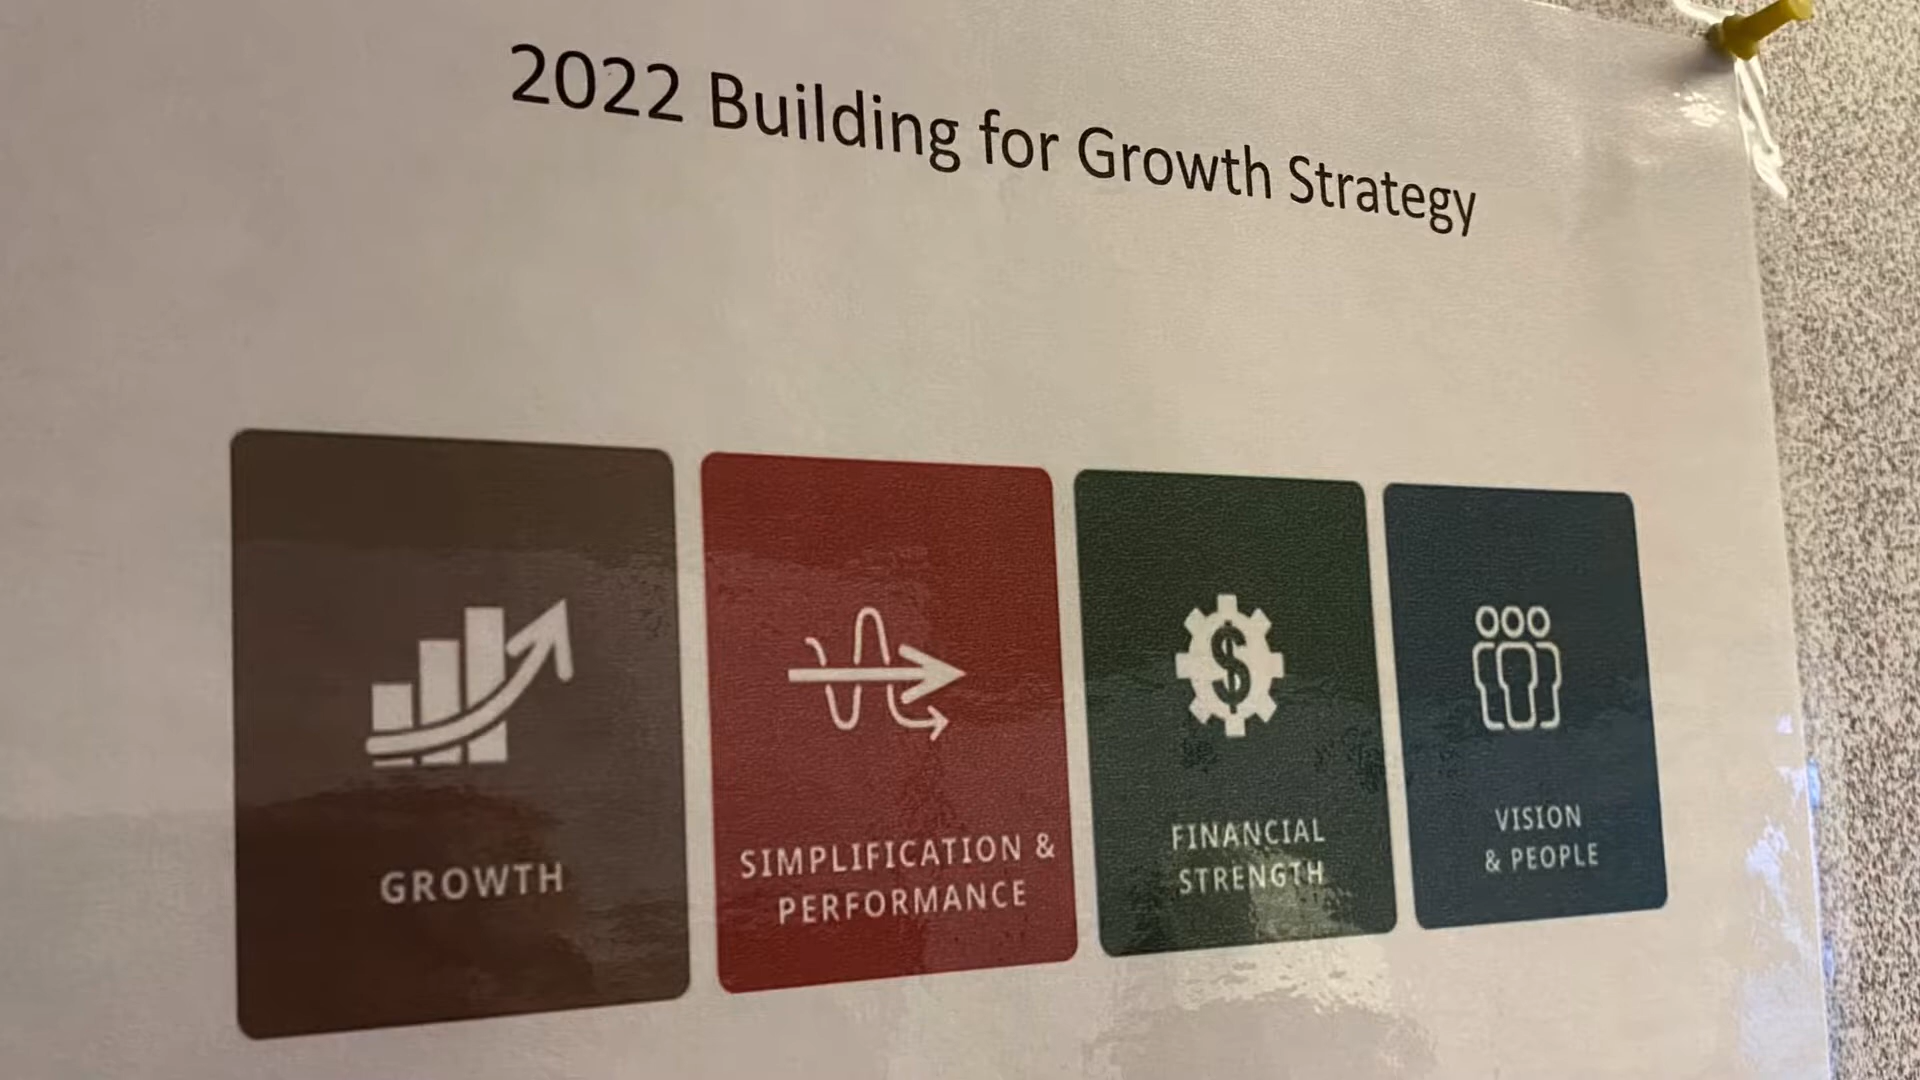 2022 Building for Growth Strategy
GROWTH
SIMPLIFICATION &
PERFORMANCE
$
FINANCIAL
STRENGTH
VISION
& PEOPLE